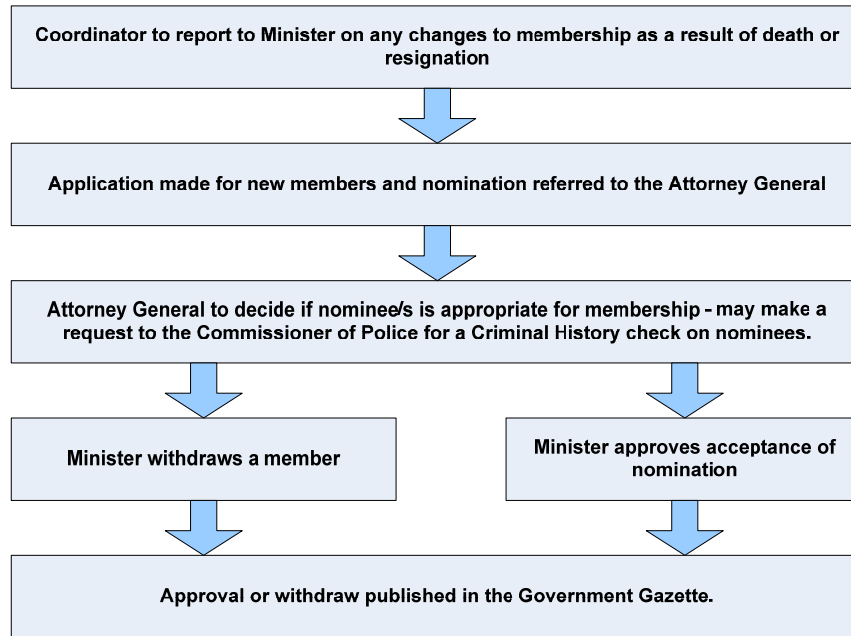 Coordinator to report to Minister on any changes to membership as a result of death or
resignation
Application made for new members and nomination referred to the Attorney General
Attorney General to decide if nominee/s is appropriate for membership - may make a
request to the Commissioner of Police for a Criminal History check on nominees.
Minister withdraws a member
Minister approves acceptance of
nomination
Approval or withdraw published in the Government Gazette.